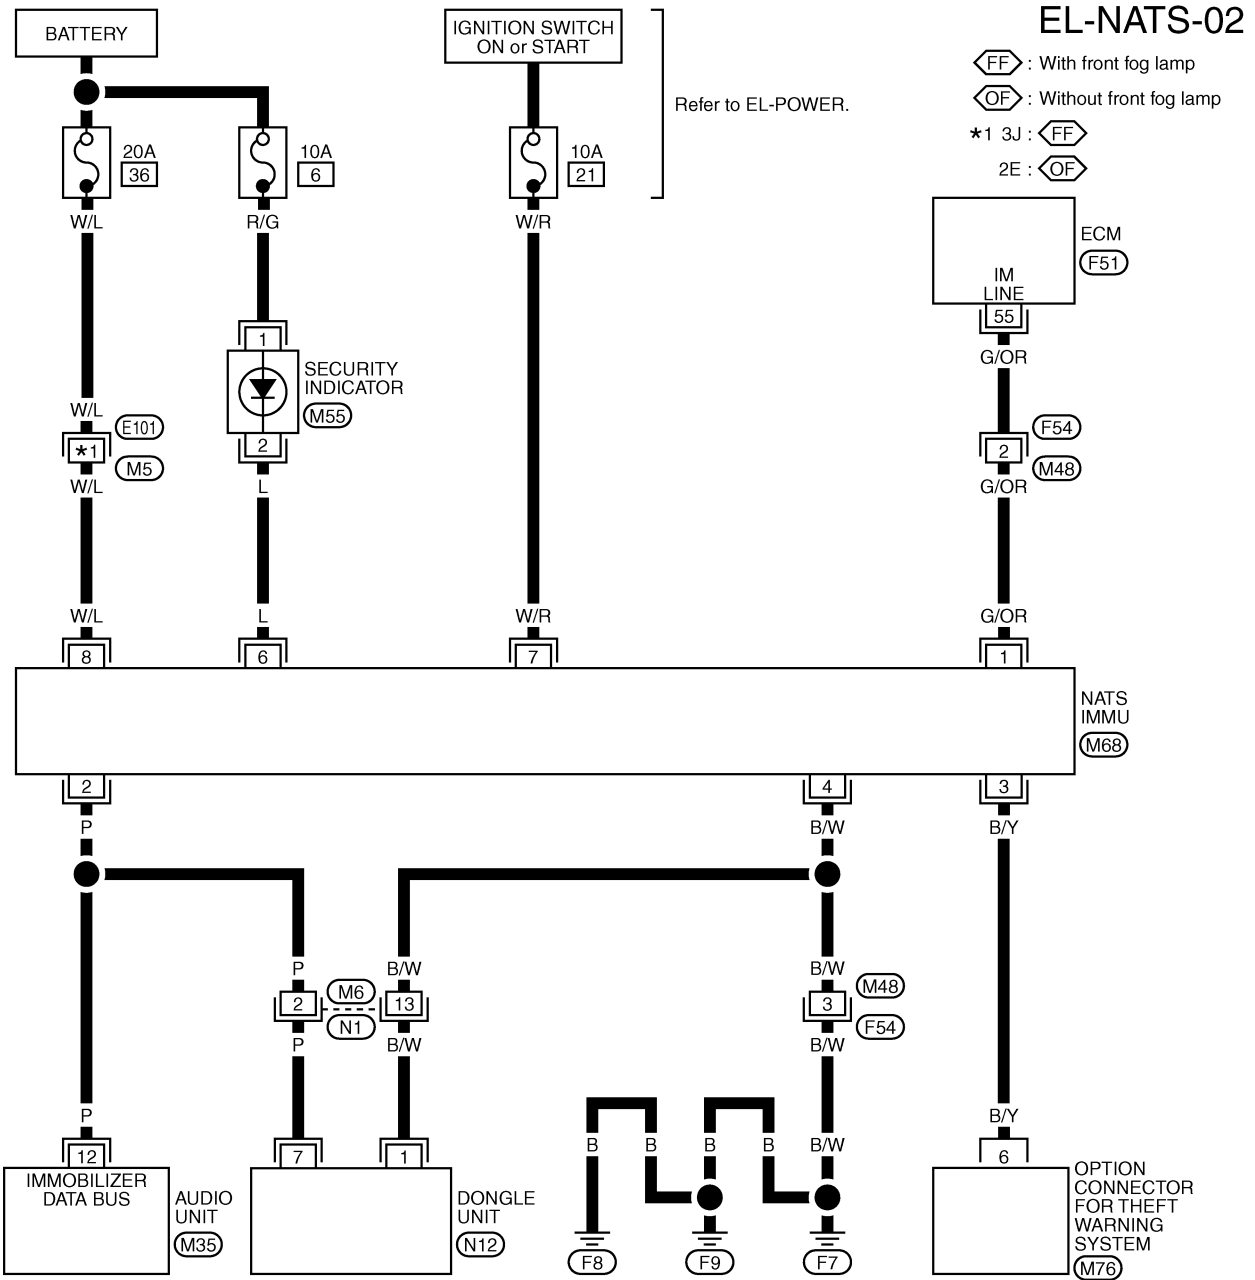 EL-NATS-02
BATTERY
IGNITION SWITCH
ON or START
Refer to EL-POWER.
FF : With front fog lamp
OF : Without front fog lamp
*1 3J : FF
2E : OF
20A
36
10A
6
10A
21
W/L
R/G
W/R
ECM
F51
IM
LINE
55
G/OR
1
SECURITY
INDICATOR
M55
2
W/L
E101
*1
M5
W/L
L
F54
2
M48
G/OR
W/L
L
W/R
G/OR
8
6
7
1
NATS
IMMU
M68
2
4
3
P
B/W
B/Y
P
B/W
B/W
2
M6
N1
13
3
M48
F54
P
B/W
B/W
P
B
B
B
B
B/W
B/Y
12
7
1
6
IMMOBILIZER
DATA BUS
AUDIO
UNIT
M35
DONGLE
UNIT
N12
F8
F9
F7
OPTION
CONNECTOR
FOR THEFT
WARNING
SYSTEM
M76